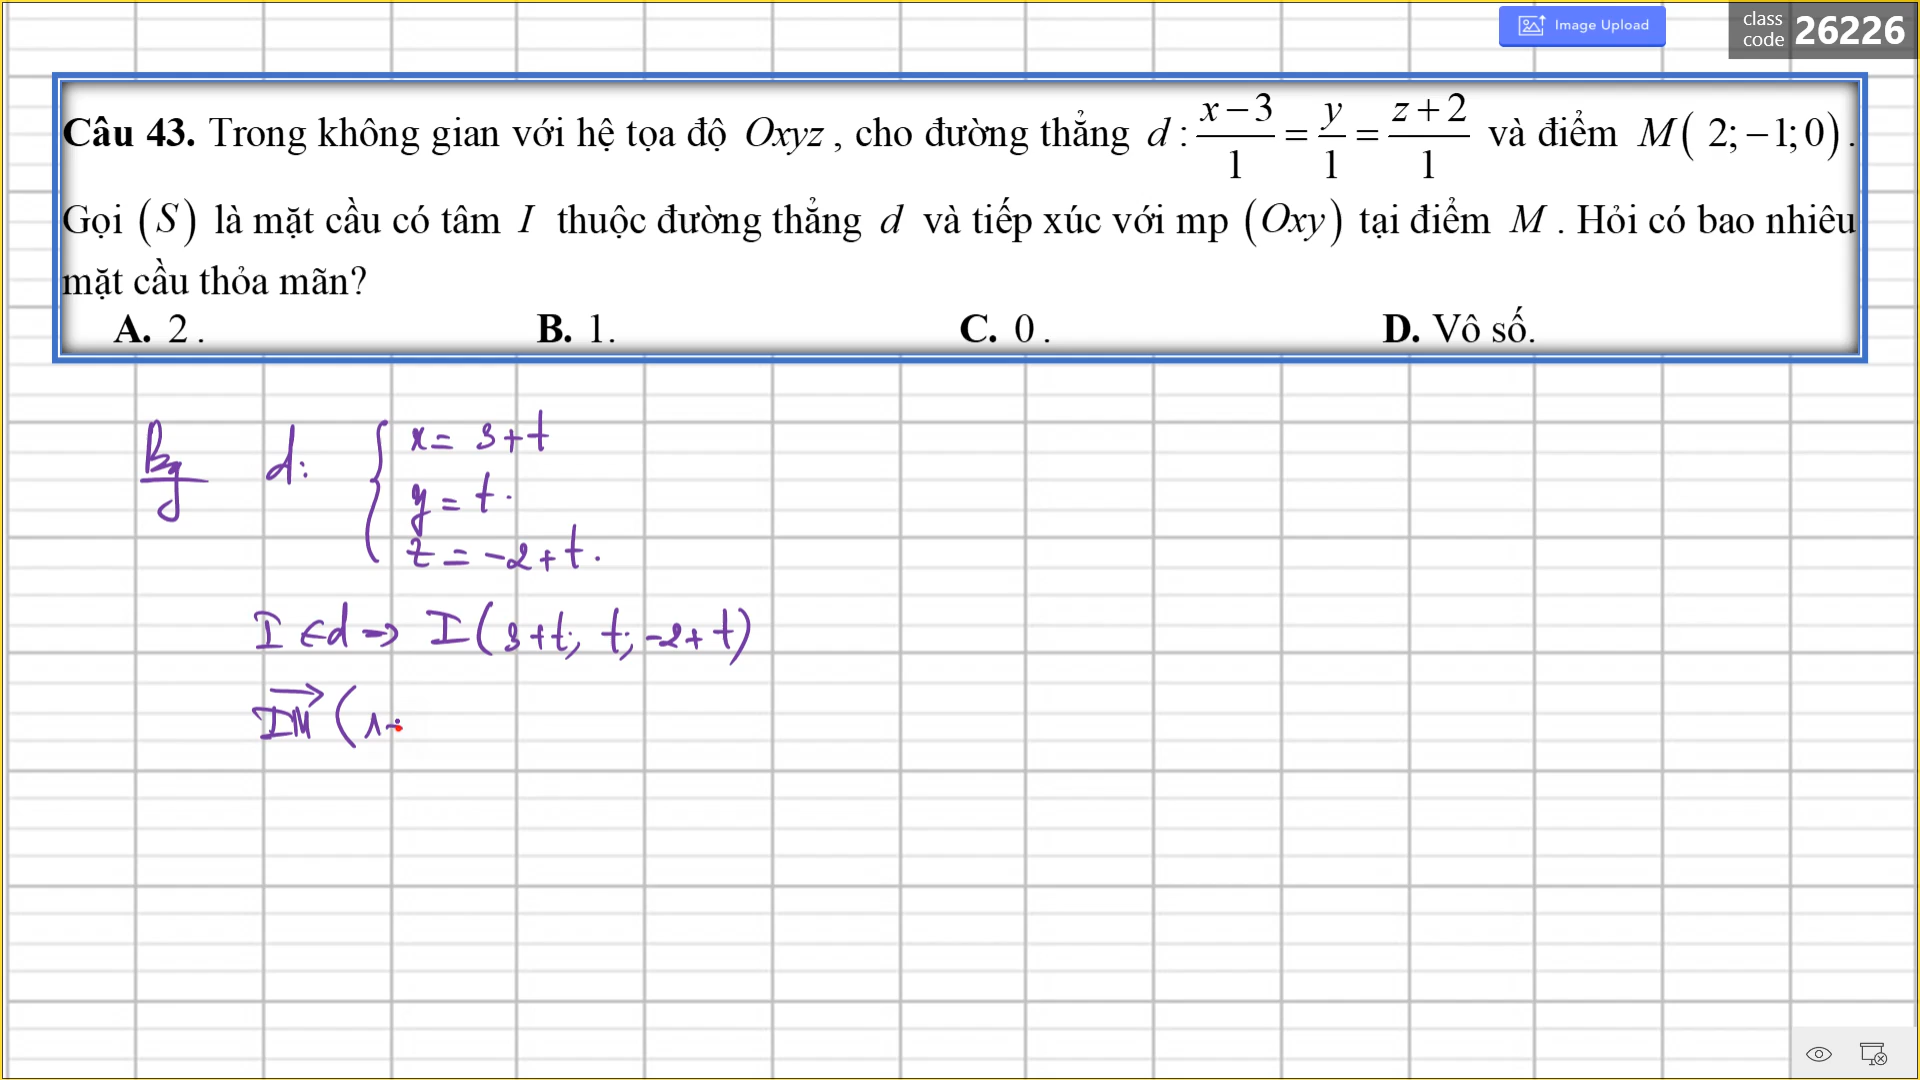 Image Upload
class code 26226
Câu 43. Trong không gian với hệ tọa độ Oxyz , cho đường thẳng d : (x − 3)/1 = y/1 = (z + 2)/1 và điểm M( 2; −1; 0) .
Gọi (S) là mặt cầu có tâm I thuộc đường thẳng d và tiếp xúc với mp (Oxy) tại điểm M . Hỏi có bao nhiêu
mặt cầu thỏa mãn?
A. 2 . B. 1. C. 0 . D. Vô số.
d: { x = 3 + t
y = t .
z = -2 + t .
I ∈ d => I ( 3 + t; t; -2 + t )
IM (